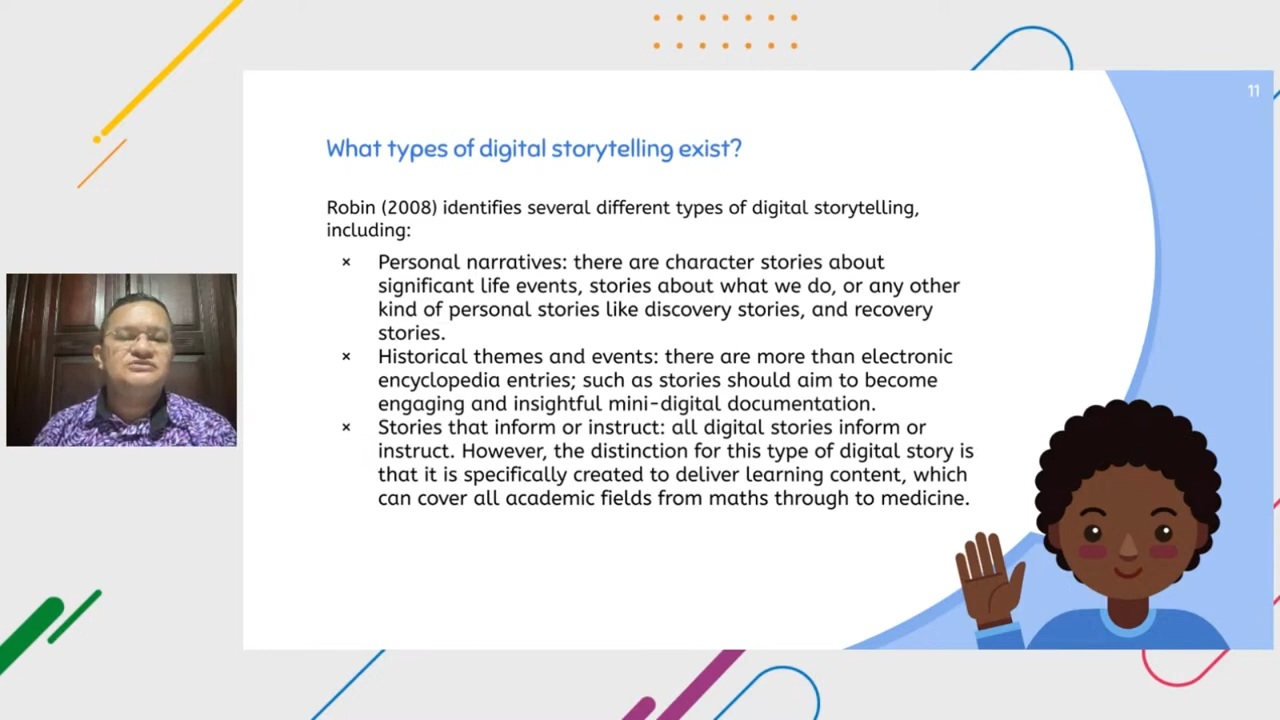 11
What types of digital storytelling exist?
Robin (2008) identifies several different types of digital storytelling,
including:
× Personal narratives: there are character stories about
significant life events, stories about what we do, or any other
kind of personal stories like discovery stories, and recovery
stories.
× Historical themes and events: there are more than electronic
encyclopedia entries; such as stories should aim to become
engaging and insightful mini-digital documentation.
× Stories that inform or instruct: all digital stories inform or
instruct. However, the distinction for this type of digital story is
that it is specifically created to deliver learning content, which
can cover all academic fields from maths through to medicine.